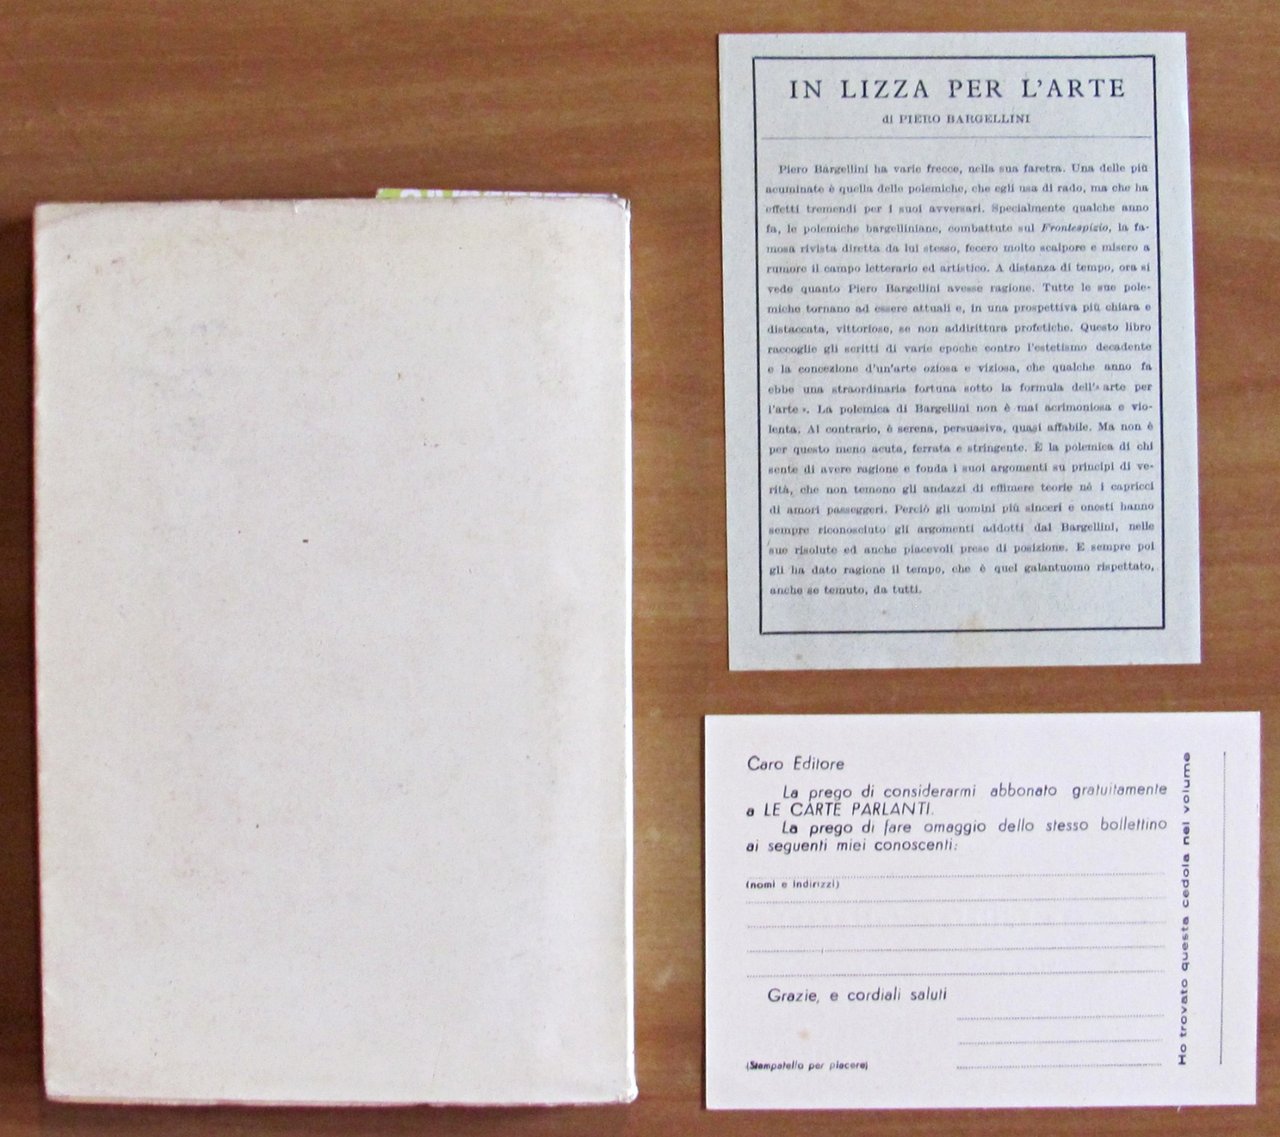 IN LIZZA PER L'ARTE
di PIERO BARGELLINI
Piero Bargellini ha varie frecce, nella sua faretra. Una delle più
acuminate è quella delle polemiche, che egli usa di rado, ma che ha
effetti tremendi per i suoi avversari. Specialmente qualche anno
fa, le polemiche bargelliniane, combattute sul Frontespizio, la fa-
mosa rivista diretta da lui stesso, fecero molto scalpore e misero a
rumore il campo letterario ed artistico. A distanza di tempo, ora si
vede quanto Piero Bargellini avesse ragione. Tutte le sue pole-
miche tornano ad essere attuali e, in una prospettiva più chiara e
distaccata, vittoriose, se non addirittura profetiche. Questo libro
raccoglie gli scritti di varie epoche contro l'estetismo decadente
e la concezione d'un'arte oziosa e viziosa, che qualche anno fa
ebbe una straordinaria fortuna sotto la formula dell'« arte per
l'arte ». La polemica di Bargellini non è mai acrimoniosa e vio-
lenta. Al contrario, è serena, persuasiva, quasi affabile. Ma non è
per questo meno acuta, ferrata e stringente. È la polemica di chi
sente di avere ragione e fonda i suoi argomenti su principi di ve-
rità, che non temono gli andazzi di effimere teorie nè i capricci
di amori passeggeri. Perciò gli uomini più sinceri e onesti hanno
sempre riconosciuto gli argomenti addotti dal Bargellini, nelle
sue risolute ed anche piacevoli prese di posizione. E sempre poi
gli ha dato ragione il tempo, che è quel galantuomo rispettato,
anche se temuto, da tutti.
Caro Editore
La prego di considerarmi abbonato gratuitamente
a LE CARTE PARLANTI.
La prego di fare omaggio dello stesso bollettino
ai seguenti miei conoscenti:
(nomi e indirizzi)
Grazie, e cordiali saluti
(Stampatello per piacere)
Ho trovato questa cedola nel volume